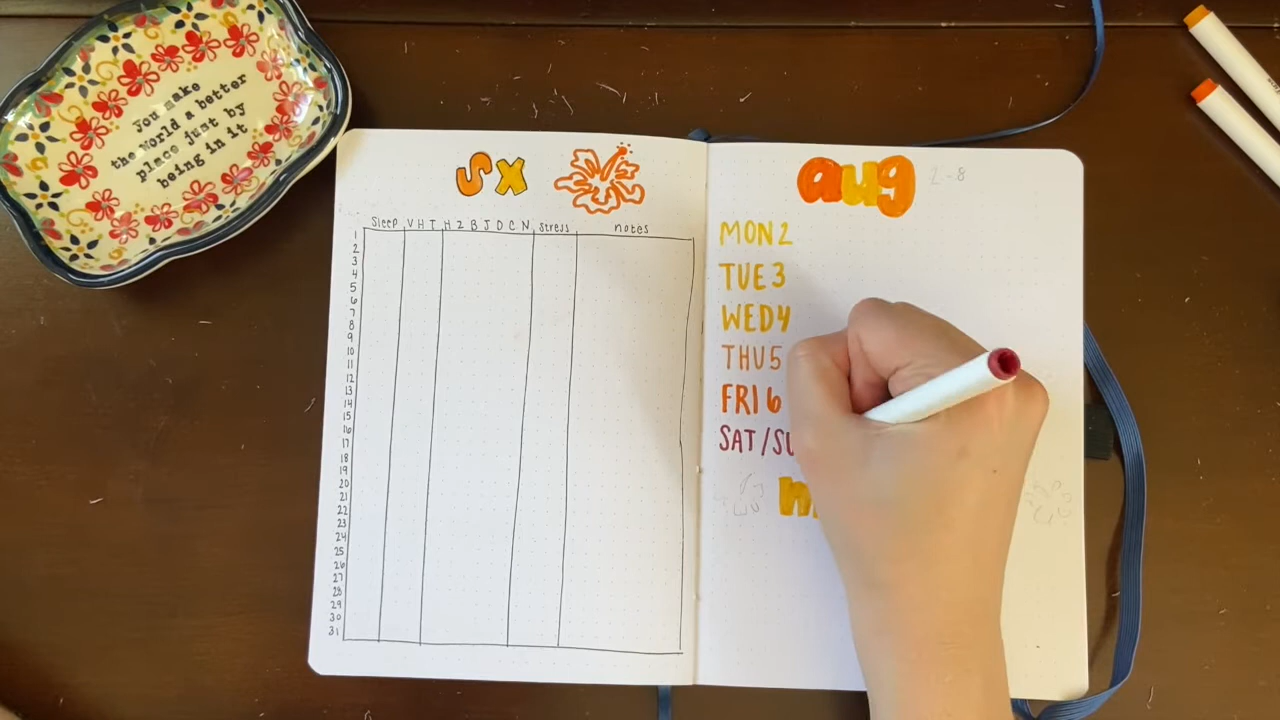 You make
the world a better
place just by
being in it
Sx
Sleep V H T H 2 B J D C N Stress notes
1
2
3
4
5
6
7
8
9
10
11
12
13
14
15
16
17
18
19
20
21
22
23
24
25
26
27
28
29
30
31
aug 2-8
MON 2
TUE 3
WED 4
THU 5
FRI 6
SAT/SU